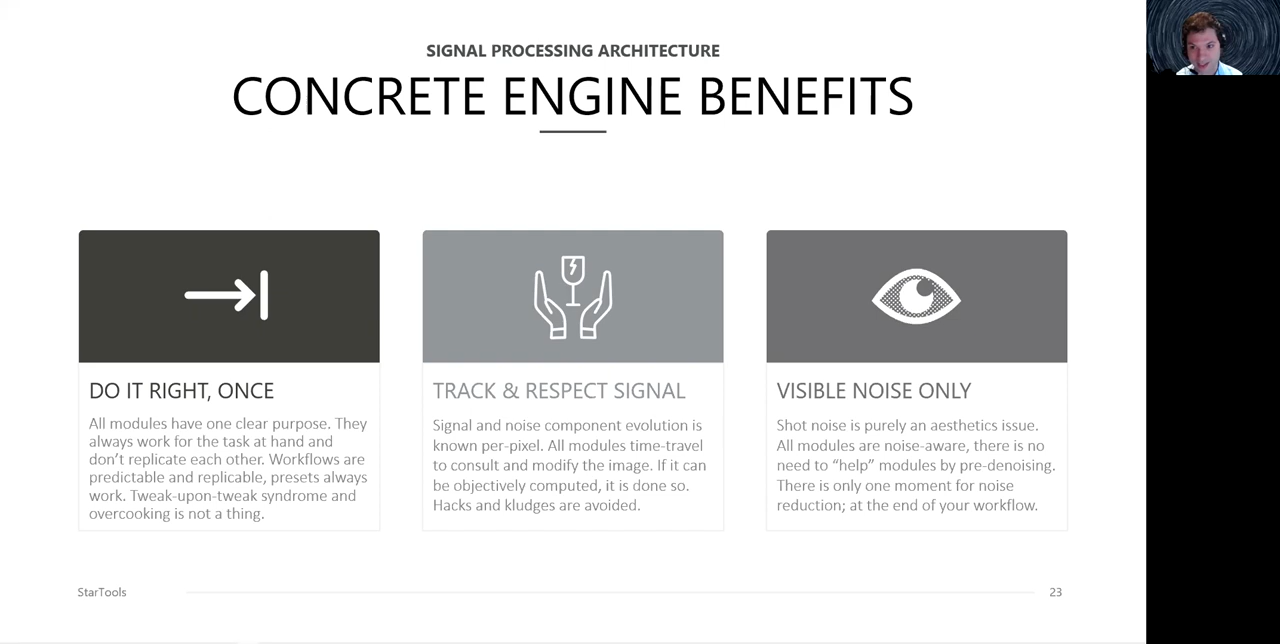 SIGNAL PROCESSING ARCHITECTURE
CONCRETE ENGINE BENEFITS
DO IT RIGHT, ONCE
All modules have one clear purpose. They
always work for the task at hand and
don’t replicate each other. Workflows are
predictable and replicable, presets always
work. Tweak-upon-tweak syndrome and
overcooking is not a thing.
TRACK & RESPECT SIGNAL
Signal and noise component evolution is
known per-pixel. All modules time-travel
to consult and modify the image. If it can
be objectively computed, it is done so.
Hacks and kludges are avoided.
VISIBLE NOISE ONLY
Shot noise is purely an aesthetics issue.
All modules are noise-aware, there is no
need to “help” modules by pre-denoising.
There is only one moment for noise
reduction; at the end of your workflow.
StarTools
23